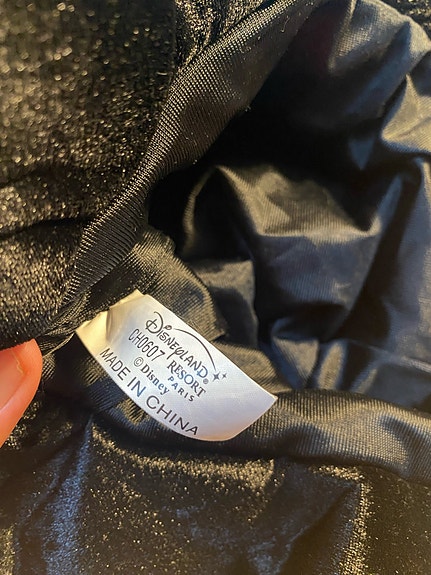 DISNEYLAND®
RESORT
PARIS
CH0607
©Disney
MADE IN CHINA